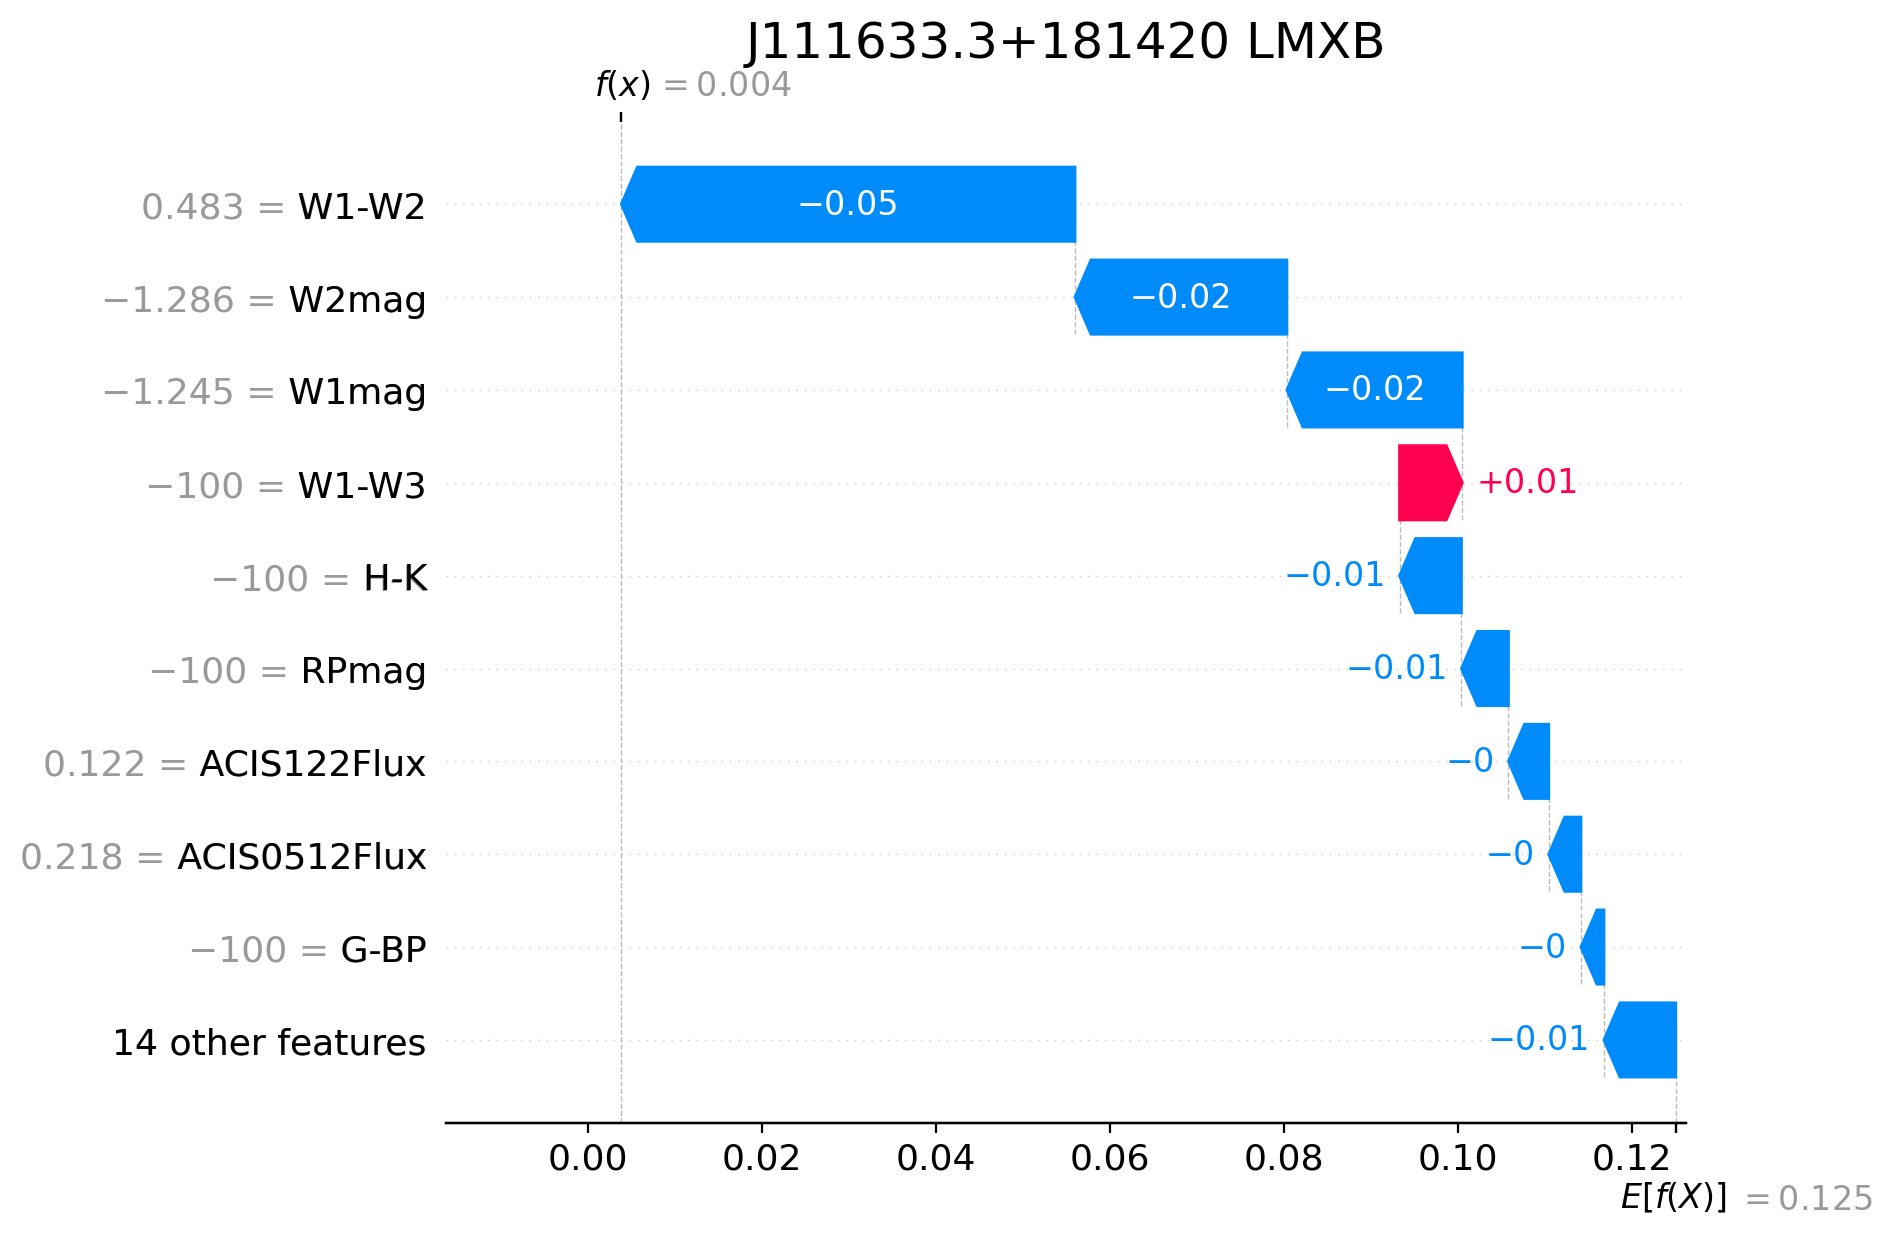 J111633.3+181420 LMXB
f(x) = 0.004
0.483 = W1-W2
−0.05
−1.286 = W2mag
−0.02
−1.245 = W1mag
−0.02
−100 = W1-W3
+0.01
−100 = H-K
−0.01
−100 = RPmag
−0.01
0.122 = ACIS122Flux
−0
0.218 = ACIS0512Flux
−0
−100 = G-BP
−0
14 other features
−0.01
0.00 0.02 0.04 0.06 0.08 0.10 0.12
E[f(X)] = 0.125